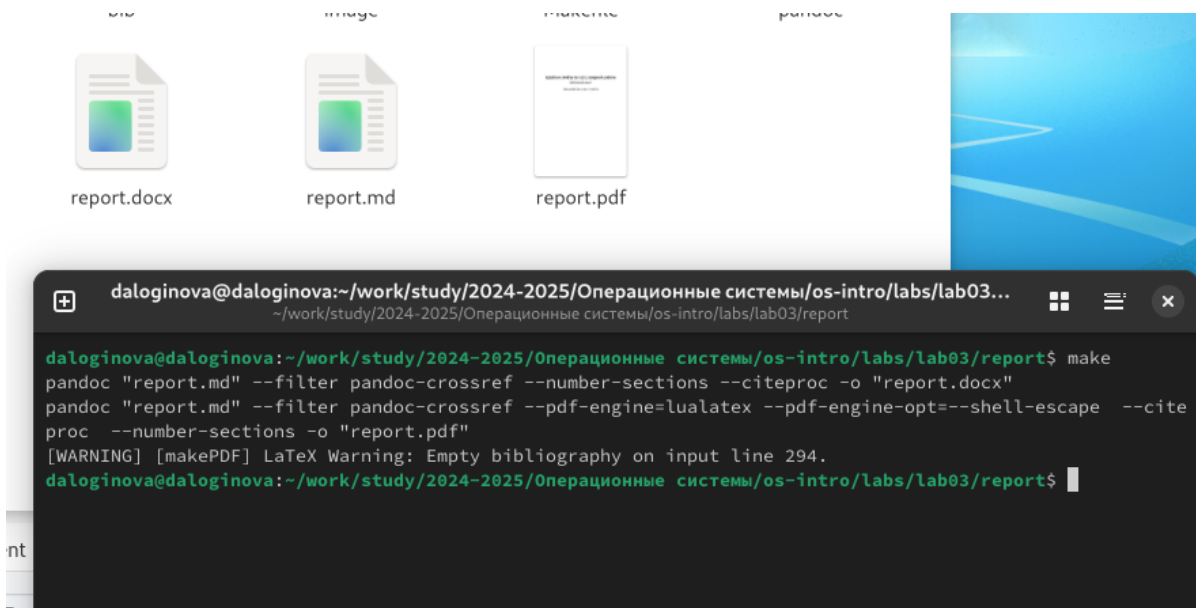 bib image Makefile pandoc
report.docx report.md report.pdf
daloginova@daloginova:~/work/study/2024-2025/Операционные системы/os-intro/labs/lab03...
~/work/study/2024-2025/Операционные системы/os-intro/labs/lab03/report
daloginova@daloginova:~/work/study/2024-2025/Операционные системы/os-intro/labs/lab03/report$ make
pandoc "report.md" --filter pandoc-crossref --number-sections --citeproc -o "report.docx"
pandoc "report.md" --filter pandoc-crossref --pdf-engine=lualatex --pdf-engine-opt=--shell-escape  --cite
proc  --number-sections -o "report.pdf"
[WARNING] [makePDF] LaTeX Warning: Empty bibliography on input line 294.
daloginova@daloginova:~/work/study/2024-2025/Операционные системы/os-intro/labs/lab03/report$
nt